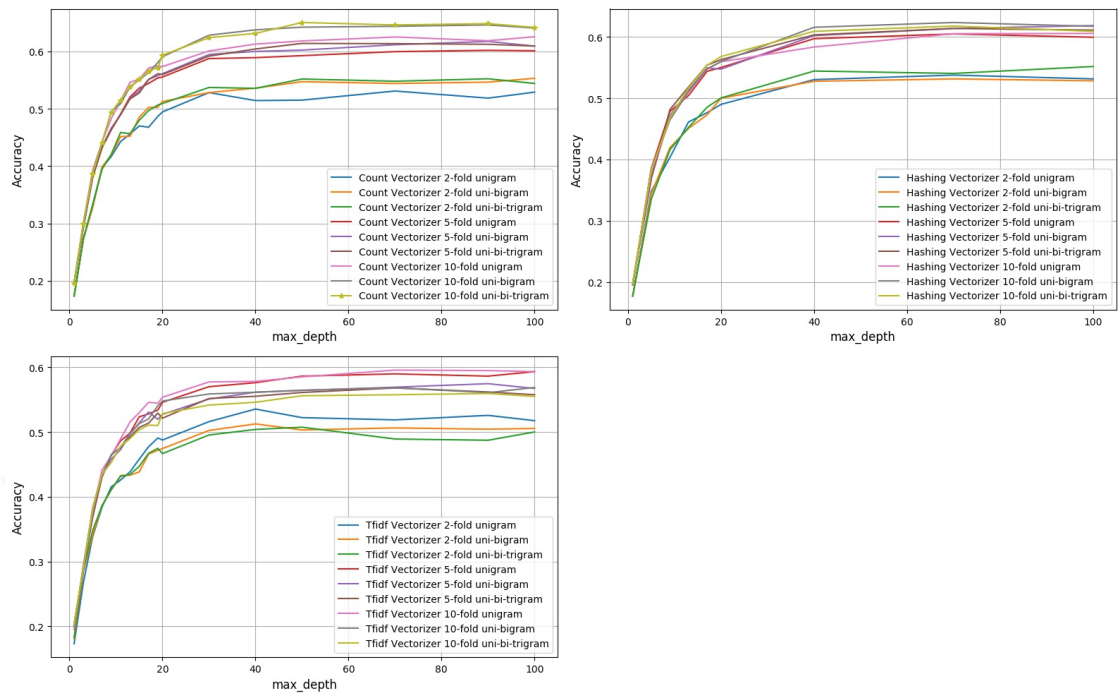 0.6
0.5
0.4
0.3
0.2
Accuracy
0 20 40 60 80 100
max_depth
Count Vectorizer 2-fold unigram
Count Vectorizer 2-fold uni-bigram
Count Vectorizer 2-fold uni-bi-trigram
Count Vectorizer 5-fold unigram
Count Vectorizer 5-fold uni-bigram
Count Vectorizer 5-fold uni-bi-trigram
Count Vectorizer 10-fold unigram
Count Vectorizer 10-fold uni-bigram
Count Vectorizer 10-fold uni-bi-trigram
0.6
0.5
0.4
0.3
0.2
Accuracy
0 20 40 60 80 100
max_depth
Hashing Vectorizer 2-fold unigram
Hashing Vectorizer 2-fold uni-bigram
Hashing Vectorizer 2-fold uni-bi-trigram
Hashing Vectorizer 5-fold unigram
Hashing Vectorizer 5-fold uni-bigram
Hashing Vectorizer 5-fold uni-bi-trigram
Hashing Vectorizer 10-fold unigram
Hashing Vectorizer 10-fold uni-bigram
Hashing Vectorizer 10-fold uni-bi-trigram
0.6
0.5
0.4
0.3
0.2
Accuracy
0 20 40 60 80 100
max_depth
Tfidf Vectorizer 2-fold unigram
Tfidf Vectorizer 2-fold uni-bigram
Tfidf Vectorizer 2-fold uni-bi-trigram
Tfidf Vectorizer 5-fold unigram
Tfidf Vectorizer 5-fold uni-bigram
Tfidf Vectorizer 5-fold uni-bi-trigram
Tfidf Vectorizer 10-fold unigram
Tfidf Vectorizer 10-fold uni-bigram
Tfidf Vectorizer 10-fold uni-bi-trigram